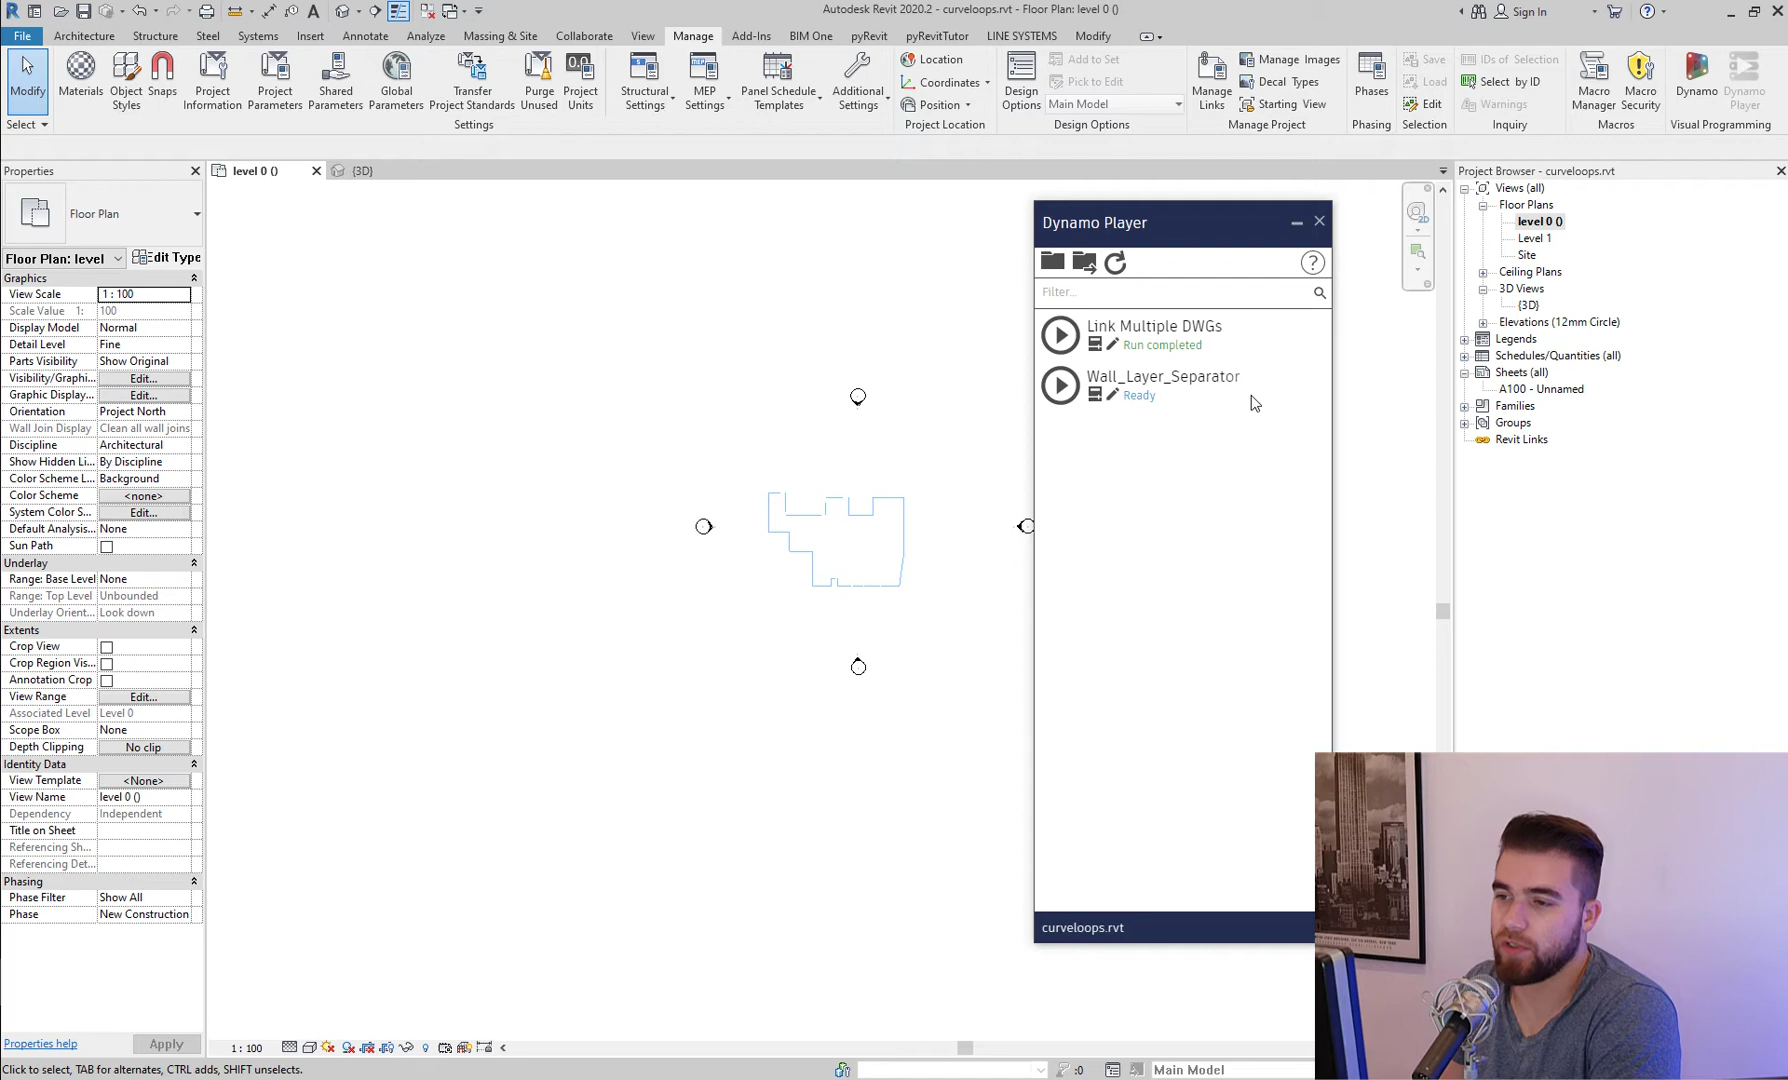 Autodesk Revit 2020.2 - curveloops.rvt - Floor Plan: level 0 ()
Sign In
File Architecture Structure Steel Systems Insert Annotate Analyze Massing & Site Collaborate View Manage Add-Ins BIM One pyRevit pyRevitTutor LINE SYSTEMS Modify
Modify
Select
Materials
Object Styles
Snaps
Project Information
Project Parameters
Shared Parameters
Global Parameters
Transfer Project Standards
Purge Unused
0.0
Project Units
Settings
Structural Settings
MEP
MEP Settings
Panel Schedule Templates
Additional Settings
Location
Coordinates
Position
Project Location
Design Options
Add to Set
Pick to Edit
Main Model
Design Options
Manage Links
Manage Images
Decal Types
Starting View
Manage Project
Phases
Phasing
Save
Load
Edit
Selection
IDs of Selection
Select by ID
Warnings
Inquiry
Macro Manager
Macro Security
Macros
Dynamo
Dynamo Player
Visual Programming
Properties
Floor Plan
Floor Plan: level
Edit Type
Graphics
View Scale 1 : 100
Scale Value 1: 100
Display Model Normal
Detail Level Fine
Parts Visibility Show Original
Visibility/Graphi... Edit...
Graphic Display... Edit...
Orientation Project North
Wall Join Display Clean all wall joins
Discipline Architectural
Show Hidden Li... By Discipline
Color Scheme L... Background
Color Scheme <none>
System Color S... Edit...
Default Analysis... None
Sun Path
Underlay
Range: Base Level None
Range: Top Level Unbounded
Underlay Orient... Look down
Extents
Crop View
Crop Region Vis...
Annotation Crop
View Range Edit...
Associated Level Level 0
Scope Box None
Depth Clipping No clip
Identity Data
View Template <None>
View Name level 0 ()
Dependency Independent
Title on Sheet
Referencing Sh...
Referencing Det...
Phasing
Phase Filter Show All
Phase New Construction
Properties help
Apply
level 0 ()
{3D}
2D
Dynamo Player
Filter...
Link Multiple DWGs
Run completed
Wall_Layer_Separator
Ready
curveloops.rvt
Project Browser - curveloops.rvt
Views (all)
Floor Plans
level 0 ()
Level 1
Site
Ceiling Plans
3D Views
{3D}
Elevations (12mm Circle)
Legends
Schedules/Quantities (all)
Sheets (all)
A100 - Unnamed
Families
Groups
Revit Links
1 : 100
Click to select, TAB for alternates, CTRL adds, SHIFT unselects.
:0
Main Model